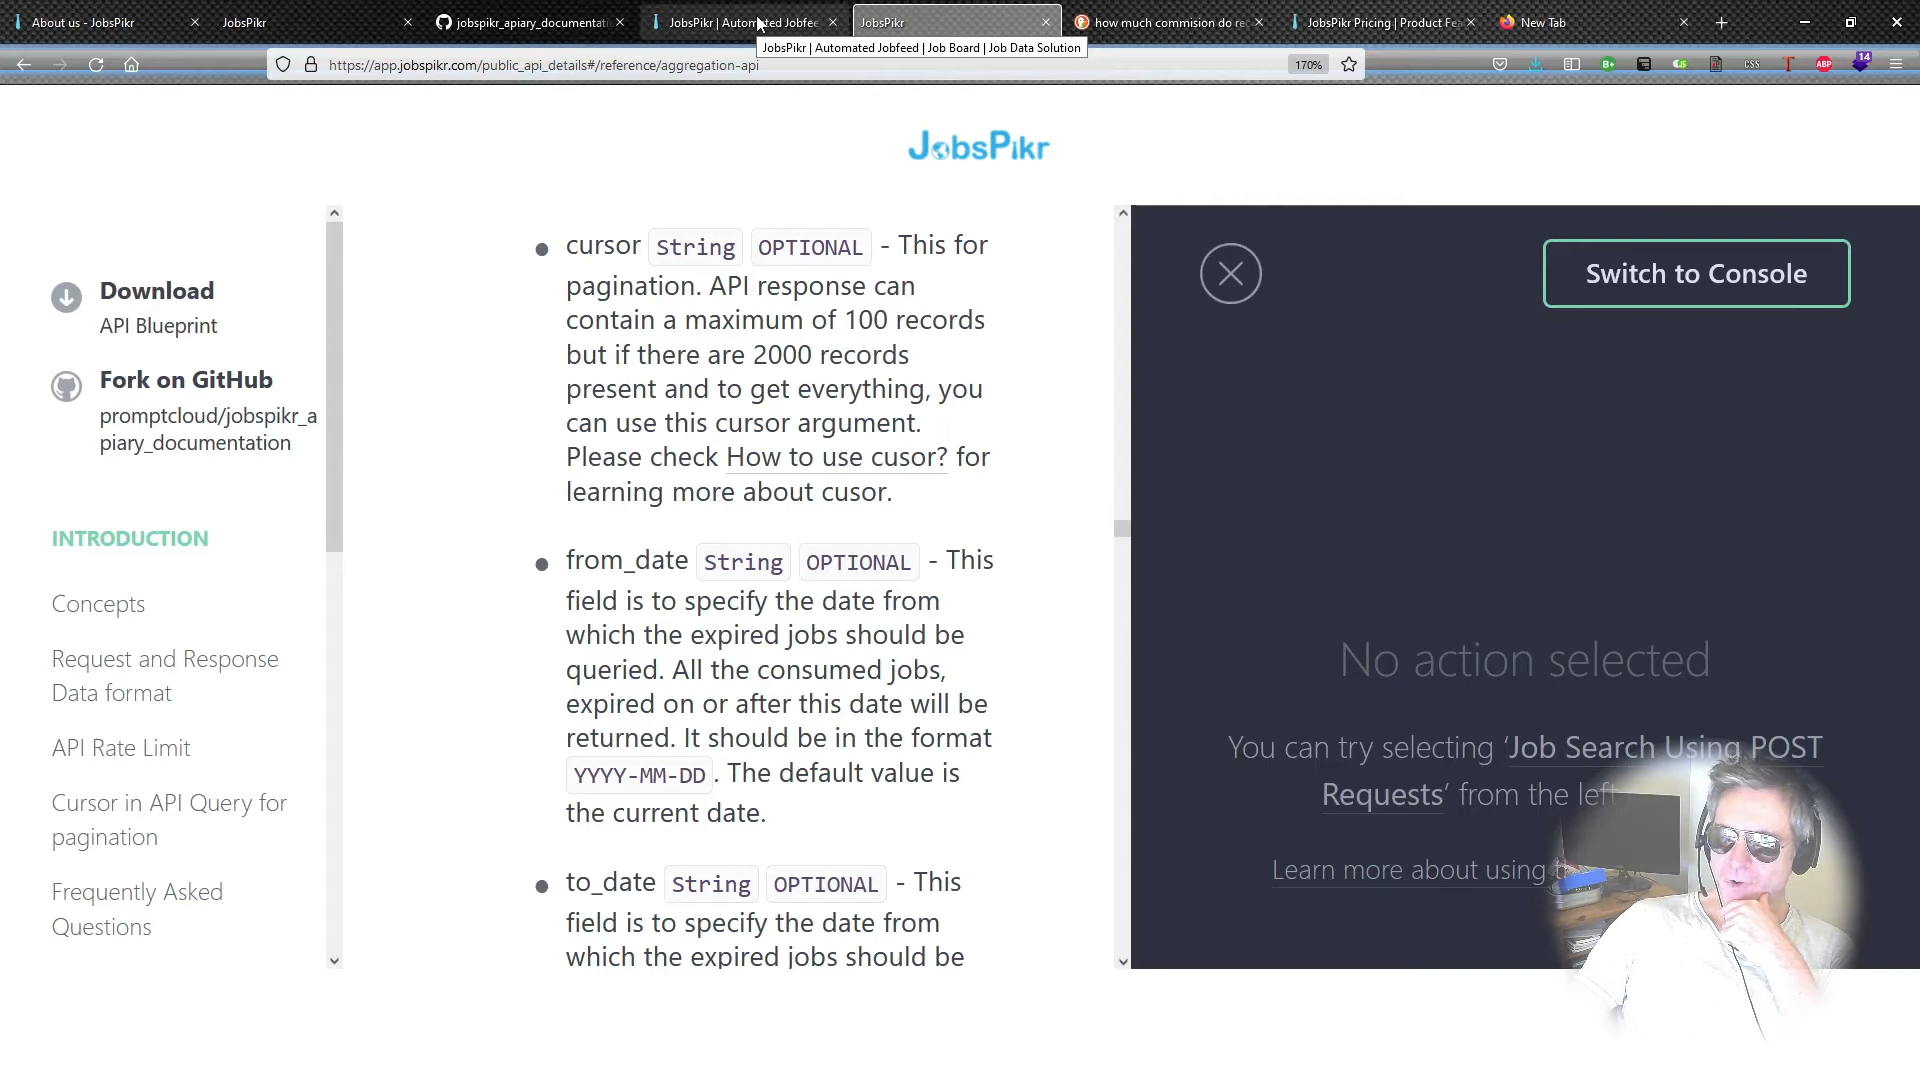 About us - JobsPikr
JobsPikr
jobspikr_apiary_documentati
JobsPikr | Automated Jobfee
JobsPikr
how much commision do rec
JobsPikr Pricing | Product Fea
New Tab
JobsPikr | Automated Jobfeed | Job Board | Job Data Solution
https://app.jobspikr.com/public_api_details#/reference/aggregation-api
170%
B+
CSS
T
ABP
14
JobsPikr
Download
API Blueprint
Fork on GitHub
promptcloud/jobspikr_a
piary_documentation
INTRODUCTION
Concepts
Request and Response
Data format
API Rate Limit
Cursor in API Query for
pagination
Frequently Asked
Questions
cursor String OPTIONAL - This for
pagination. API response can
contain a maximum of 100 records
but if there are 2000 records
present and to get everything, you
can use this cursor argument.
Please check How to use cusor? for
learning more about cusor.
from_date String OPTIONAL - This
field is to specify the date from
which the expired jobs should be
queried. All the consumed jobs,
expired on or after this date will be
returned. It should be in the format
YYYY-MM-DD. The default value is
the current date.
to_date String OPTIONAL - This
field is to specify the date from
which the expired jobs should be
Switch to Console
No action selected
You can try selecting ‘Job Search Using POST
Requests’ from the left
Learn more about using